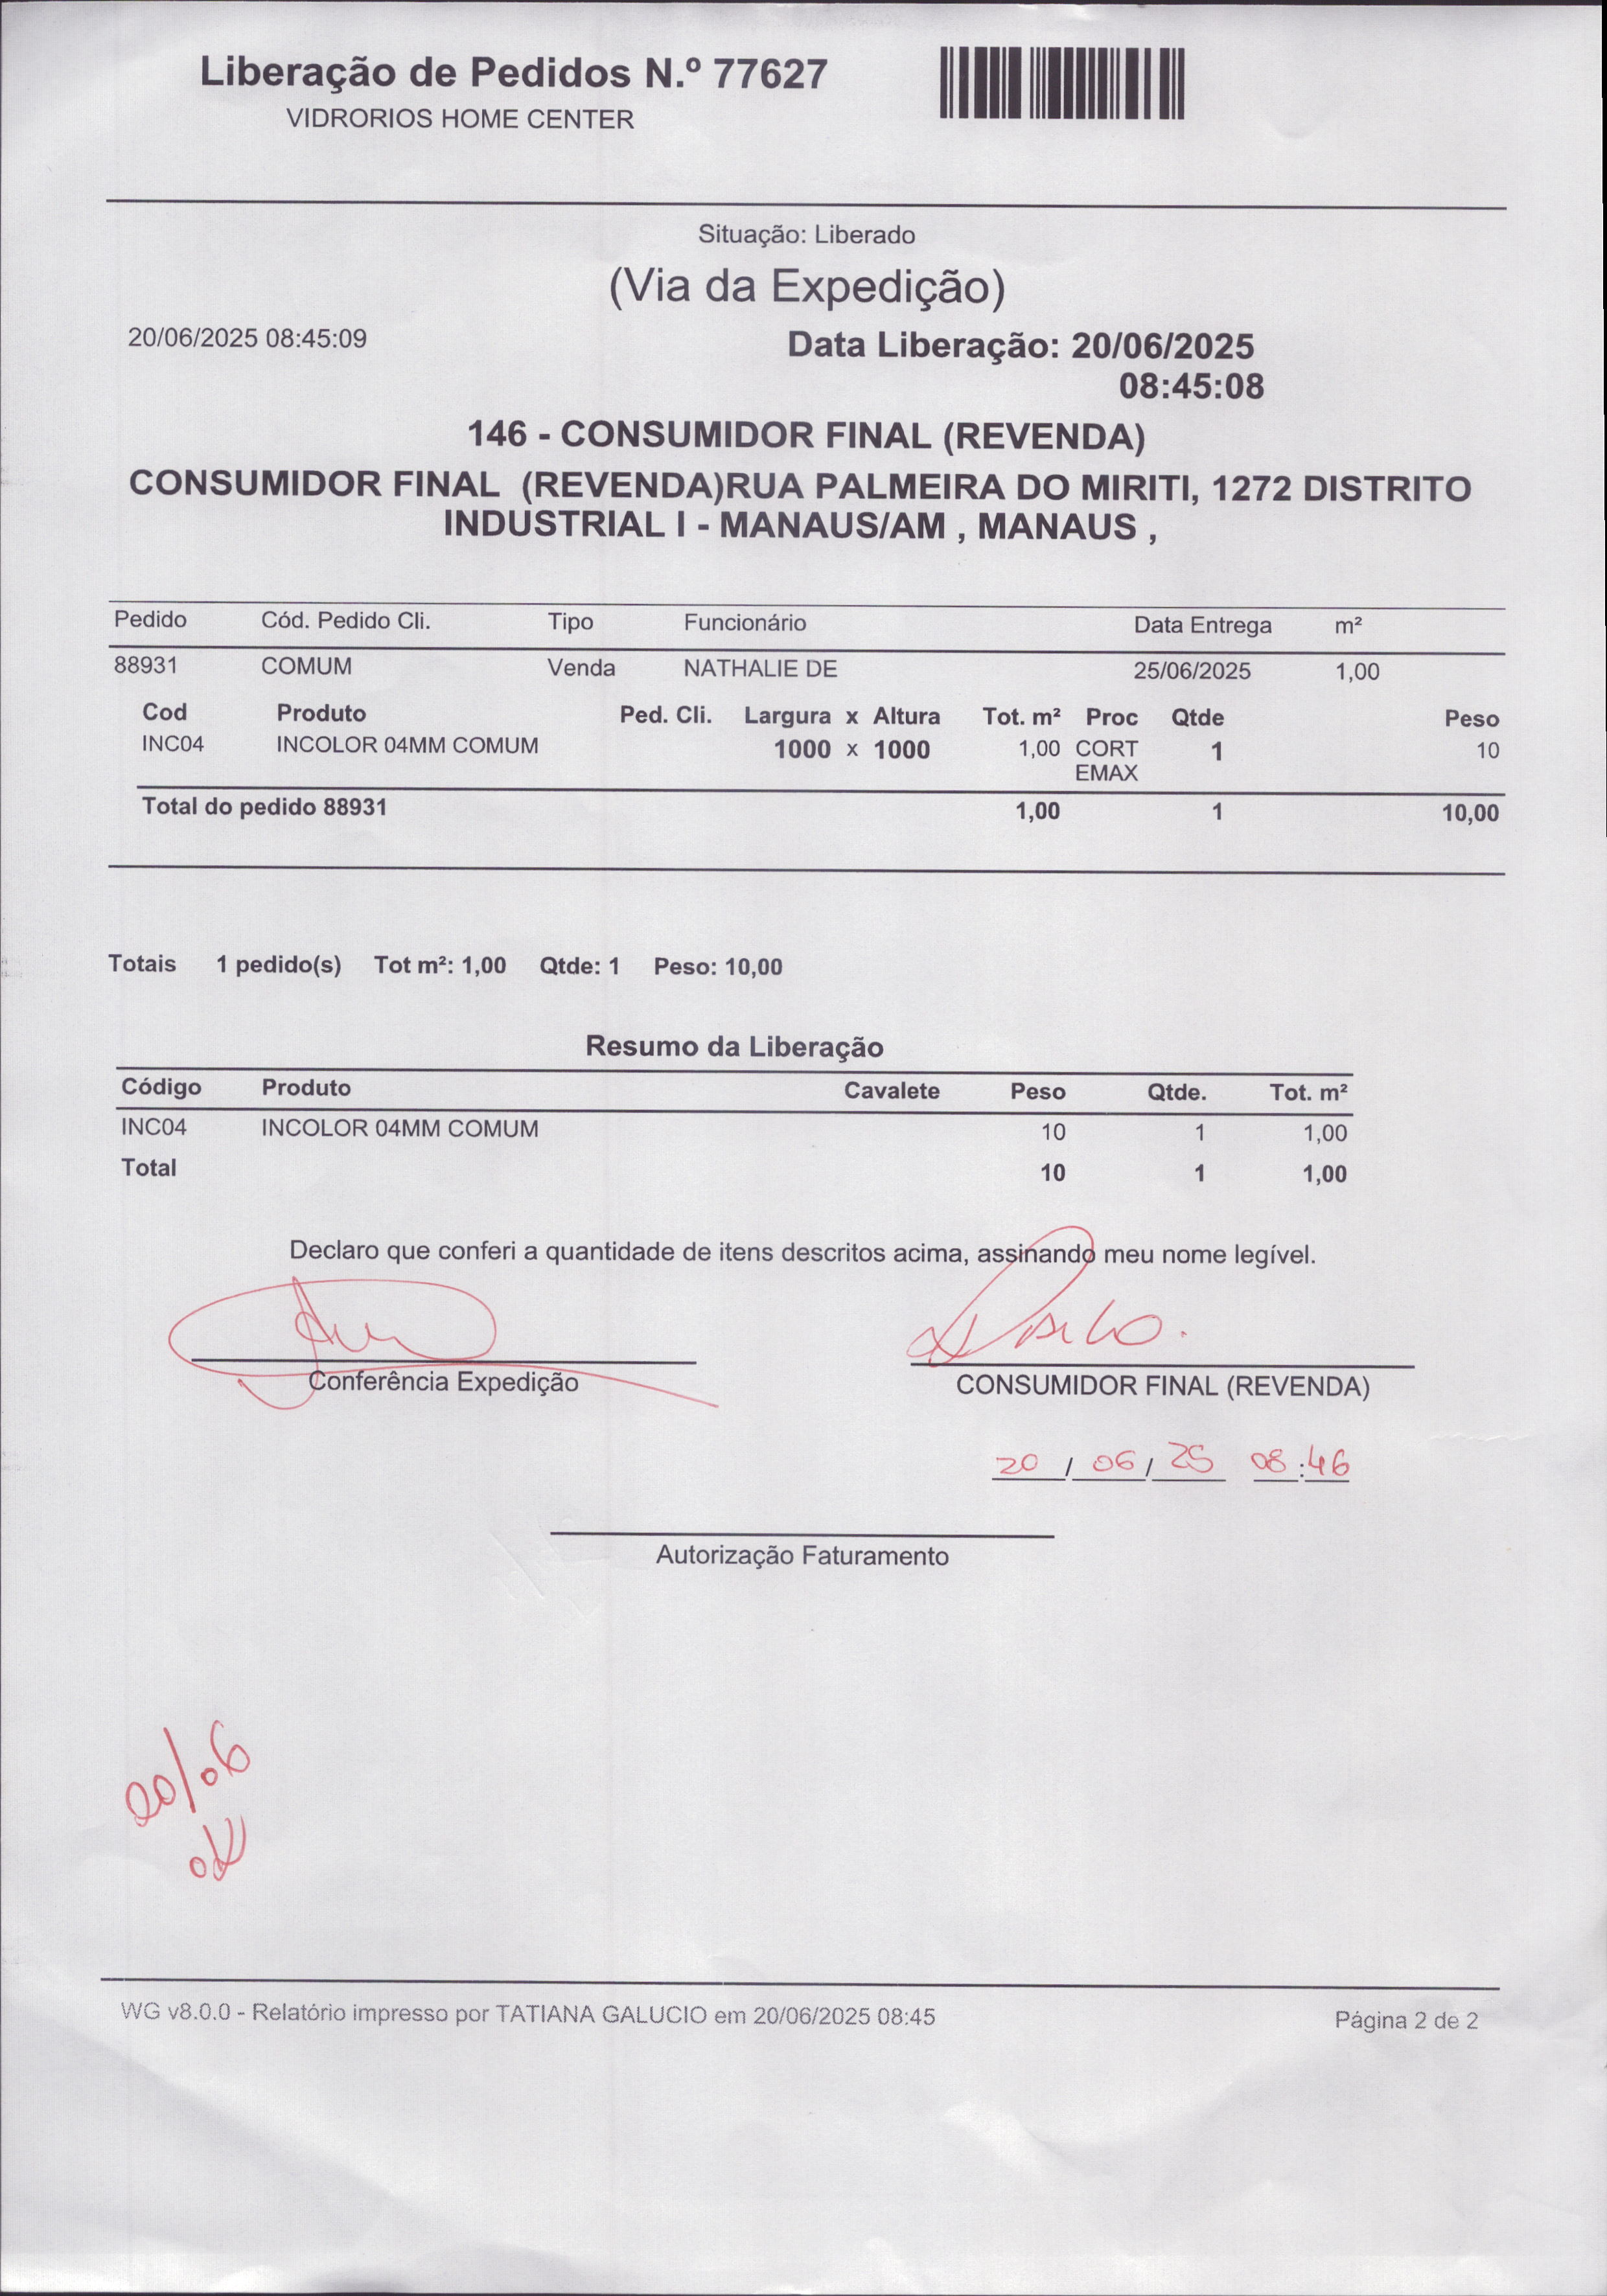 Liberação de Pedidos N.º 77627
VIDRORIOS HOME CENTER
Situação: Liberado
(Via da Expedição)
20/06/2025 08:45:09
Data Liberação: 20/06/2025
08:45:08
146 - CONSUMIDOR FINAL (REVENDA)
CONSUMIDOR FINAL (REVENDA)RUA PALMEIRA DO MIRITI, 1272 DISTRITO
INDUSTRIAL I - MANAUS/AM , MANAUS ,
Pedido Cód. Pedido Cli. Tipo Funcionário Data Entrega m²
88931 COMUM Venda NATHALIE DE 25/06/2025 1,00
Cod Produto Ped. Cli. Largura x Altura Tot. m² Proc Qtde Peso
INC04 INCOLOR 04MM COMUM 1000 x 1000 1,00 CORT 1 10
EMAX
Total do pedido 88931 1,00 1 10,00
Totais 1 pedido(s) Tot m²: 1,00 Qtde: 1 Peso: 10,00
Resumo da Liberação
Código Produto Cavalete Peso Qtde. Tot. m²
INC04 INCOLOR 04MM COMUM 10 1 1,00
Total 10 1 1,00
Declaro que conferi a quantidade de itens descritos acima, assinando meu nome legível.
Conferência Expedição
CONSUMIDOR FINAL (REVENDA)
20 / 06 / 25 08:46
Autorização Faturamento
20/06
OK
WG v8.0.0 - Relatório impresso por TATIANA GALUCIO em 20/06/2025 08:45
Página 2 de 2